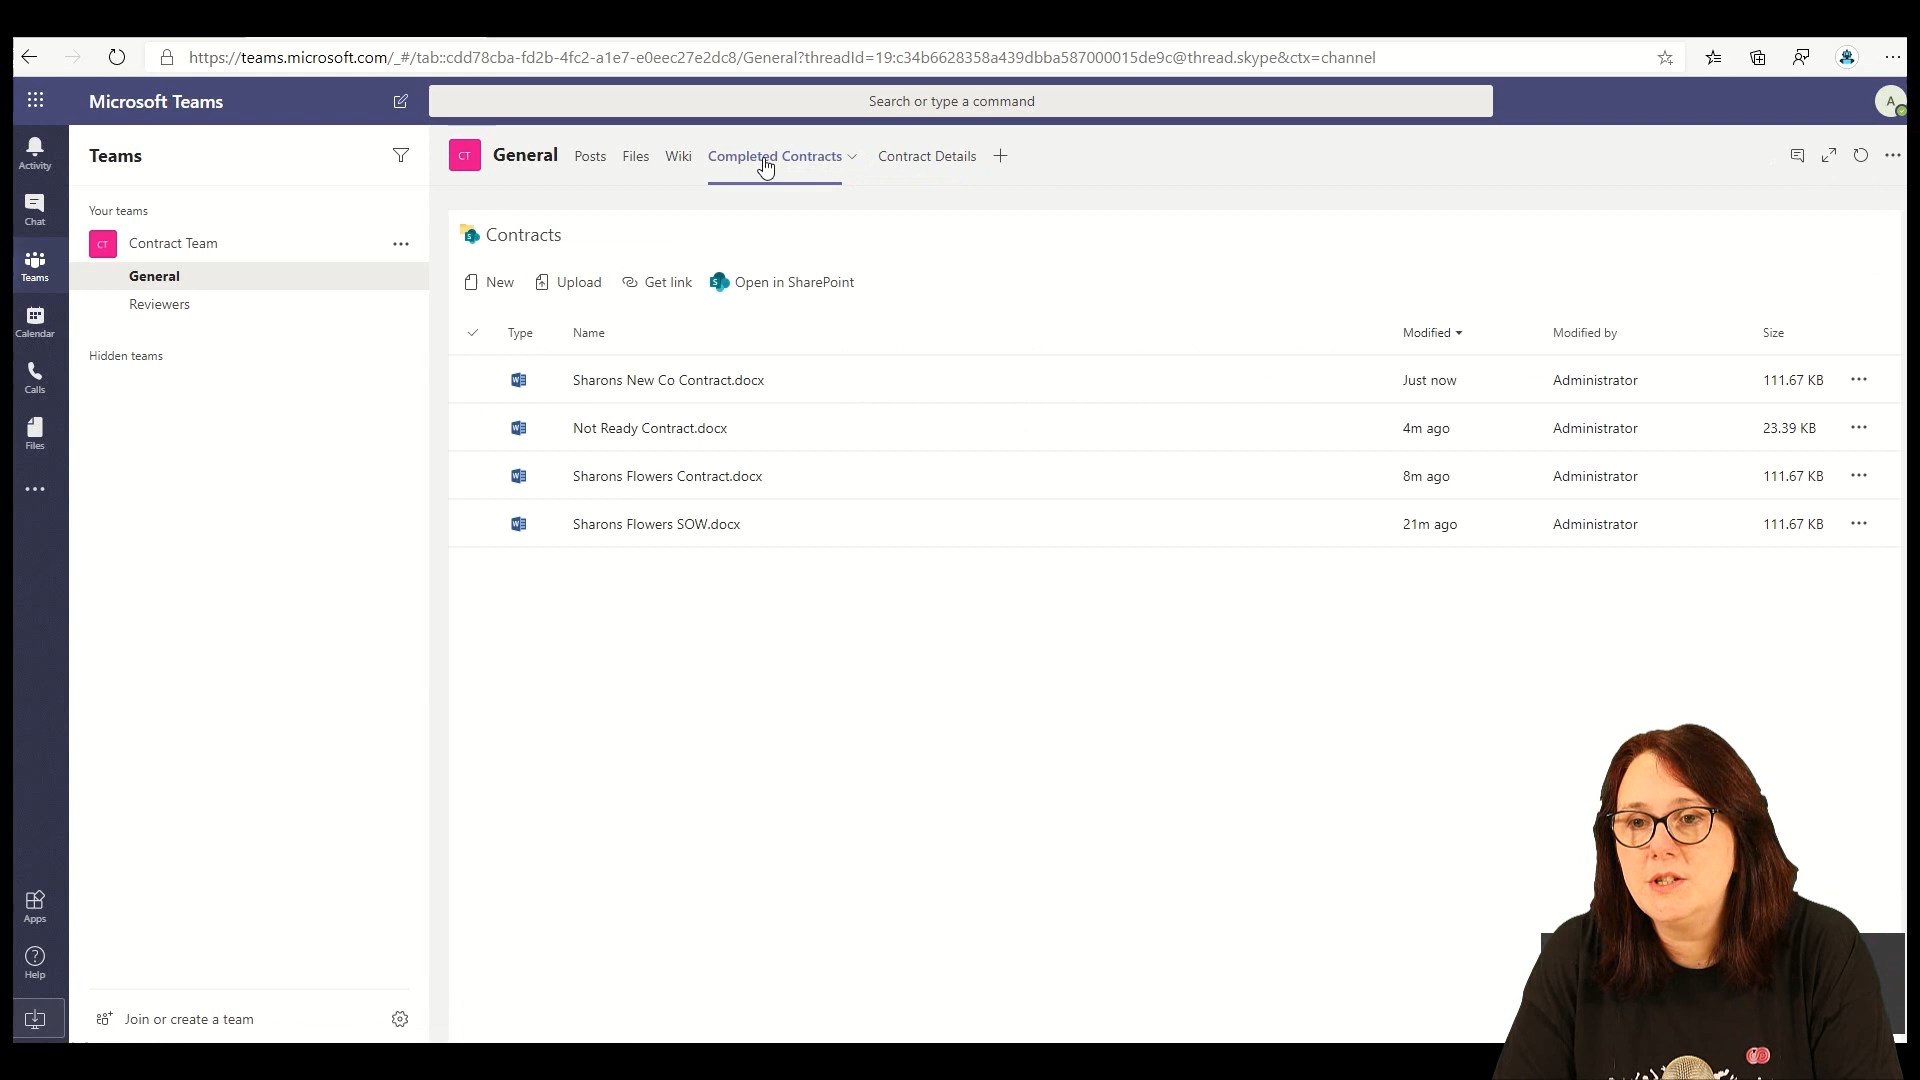 https://teams.microsoft.com/_#/tab::cdd78cba-fd2b-4fc2-a1e7-e0eec27e2dc8/General?threadId=19:c34b6628358a439dbba587000015de9c@thread.skype&ctx=channel
Microsoft Teams
Search or type a command
A
Activity
Chat
Teams
Calendar
Calls
Files
Apps
Help
Teams
Your teams
CT Contract Team
General
Reviewers
Hidden teams
Join or create a team
CT General Posts Files Wiki Completed Contracts Contract Details
Contracts
New Upload Get link Open in SharePoint
Type Name Modified Modified by Size
Sharons New Co Contract.docx Just now Administrator 111.67 KB
Not Ready Contract.docx 4m ago Administrator 23.39 KB
Sharons Flowers Contract.docx 8m ago Administrator 111.67 KB
Sharons Flowers SOW.docx 21m ago Administrator 111.67 KB